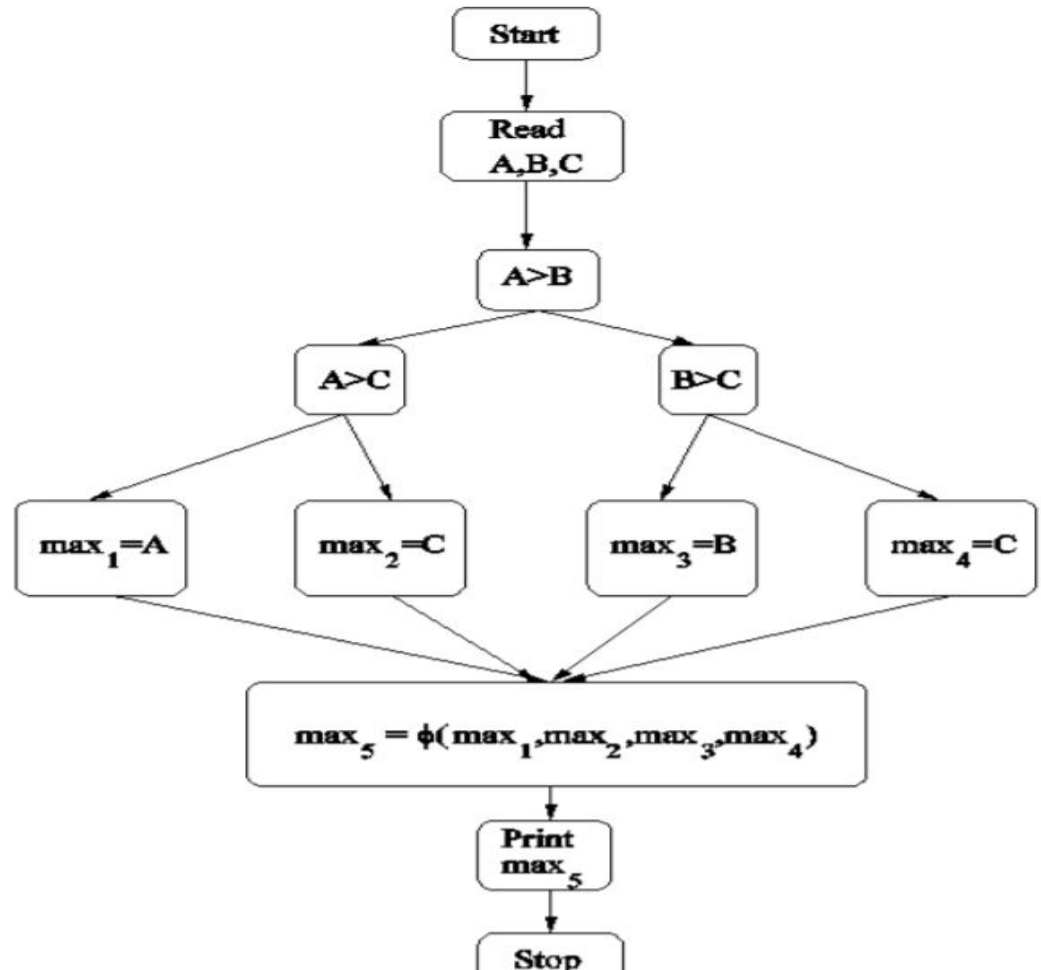 Start
Read
A,B,C
A>B
A>C
B>C
max₁=A
max₂=C
max₃=B
max₄=C
max₅ = ϕ(max₁,max₂,max₃,max₄)
Print
max₅
Stop